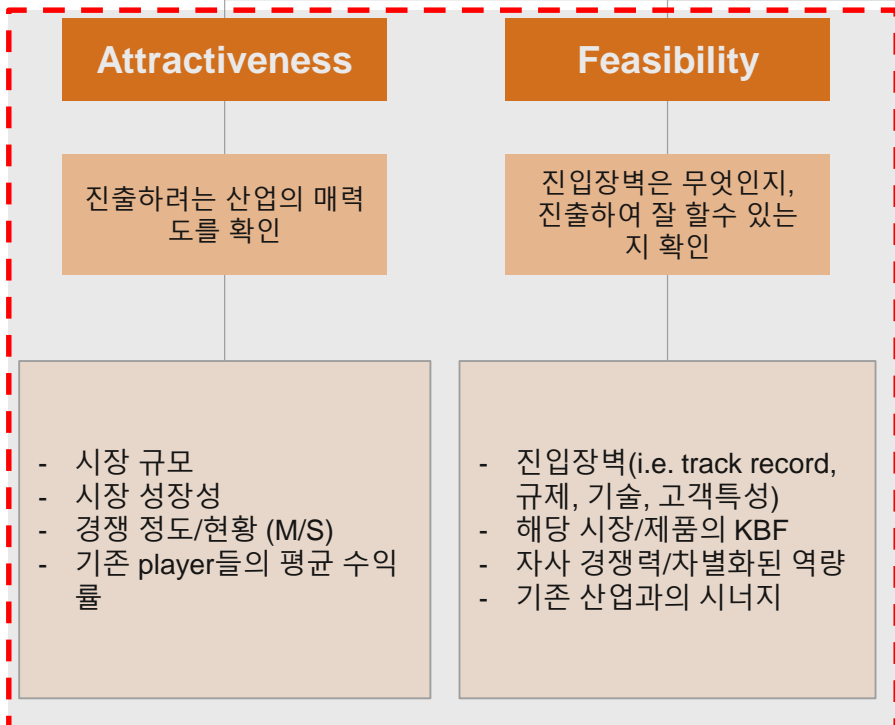 Attractiveness
진출하려는 산업의 매력
도를 확인
- 시장 규모
- 시장 성장성
- 경쟁 정도/현황 (M/S)
- 기존 player들의 평균 수익
률
Feasibility
진입장벽은 무엇인지,
진출하여 잘 할수 있는
지 확인
- 진입장벽(i.e. track record,
규제, 기술, 고객특성)
- 해당 시장/제품의 KBF
- 자사 경쟁력/차별화된 역량
- 기존 산업과의 시너지